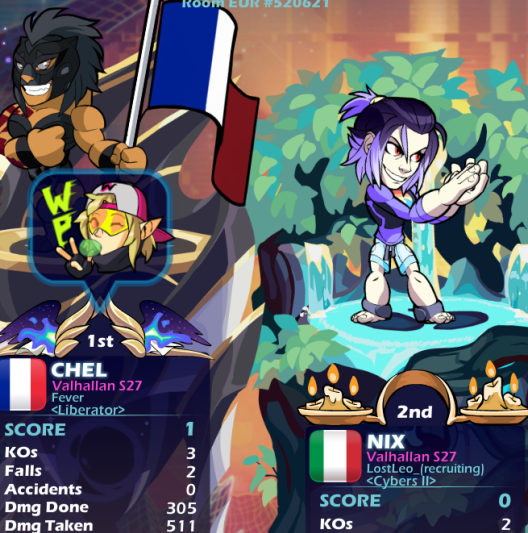 Room EUR #520621
WP
1st
CHEL
Valhallan S27
Fever
<Liberator>
SCORE 1
KOs 3
Falls 2
Accidents 0
Dmg Done 305
Dmg Taken 511
2nd
NIX
Valhallan S27
LostLeo_(recruiting)
<Cybers II>
SCORE 0
KOs 2